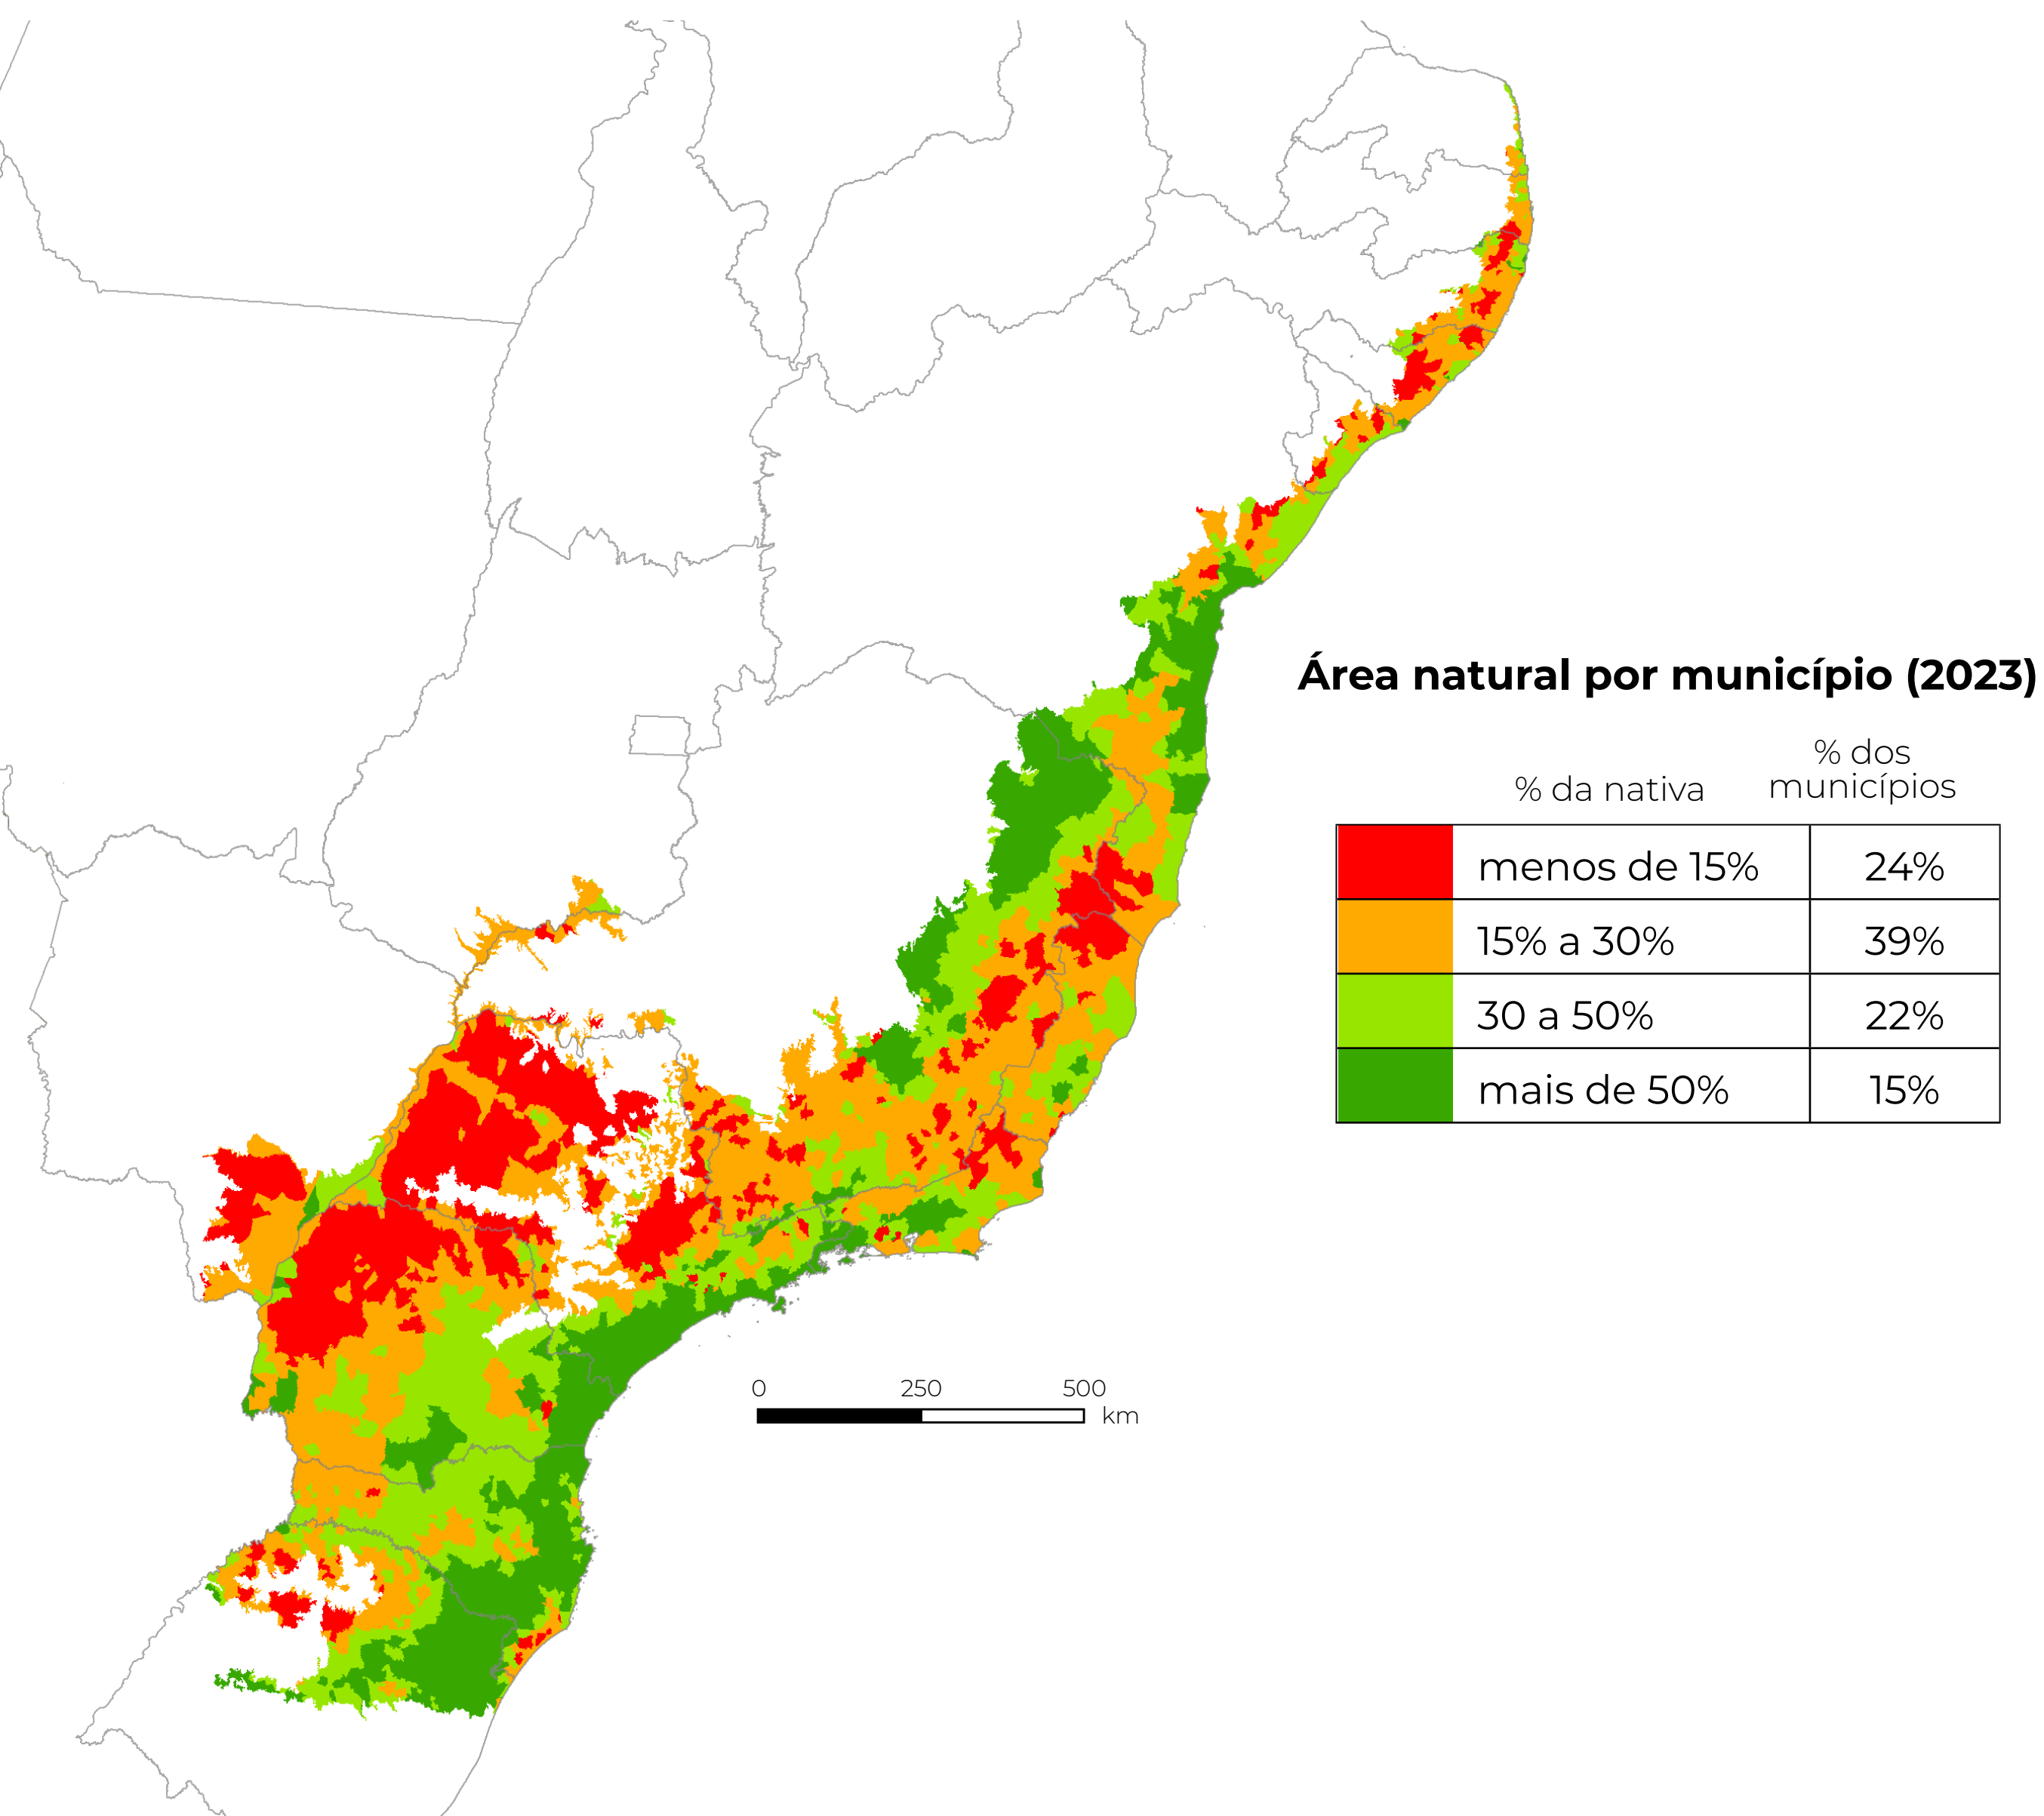 Área natural por município (2023)
% da nativa
% dos
municípios
menos de 15%
24%
15% a 30%
39%
30 a 50%
22%
mais de 50%
15%
0
250
500
km